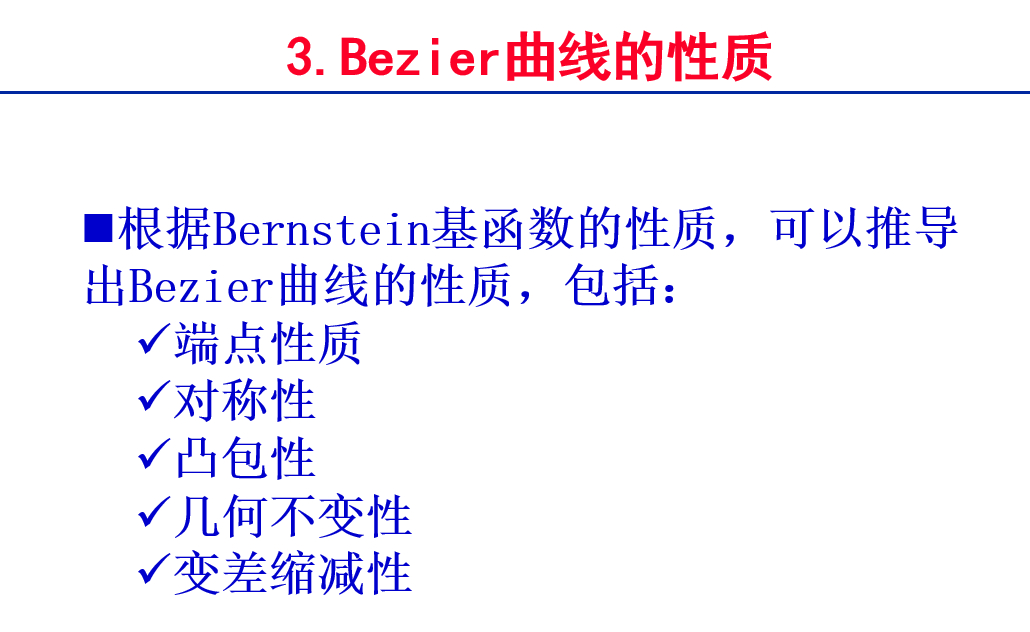 3.Bezier曲线的性质
■根据Bernstein基函数的性质，可以推导
出Bezier曲线的性质，包括：
✓端点性质
✓对称性
✓凸包性
✓几何不变性
✓变差缩减性